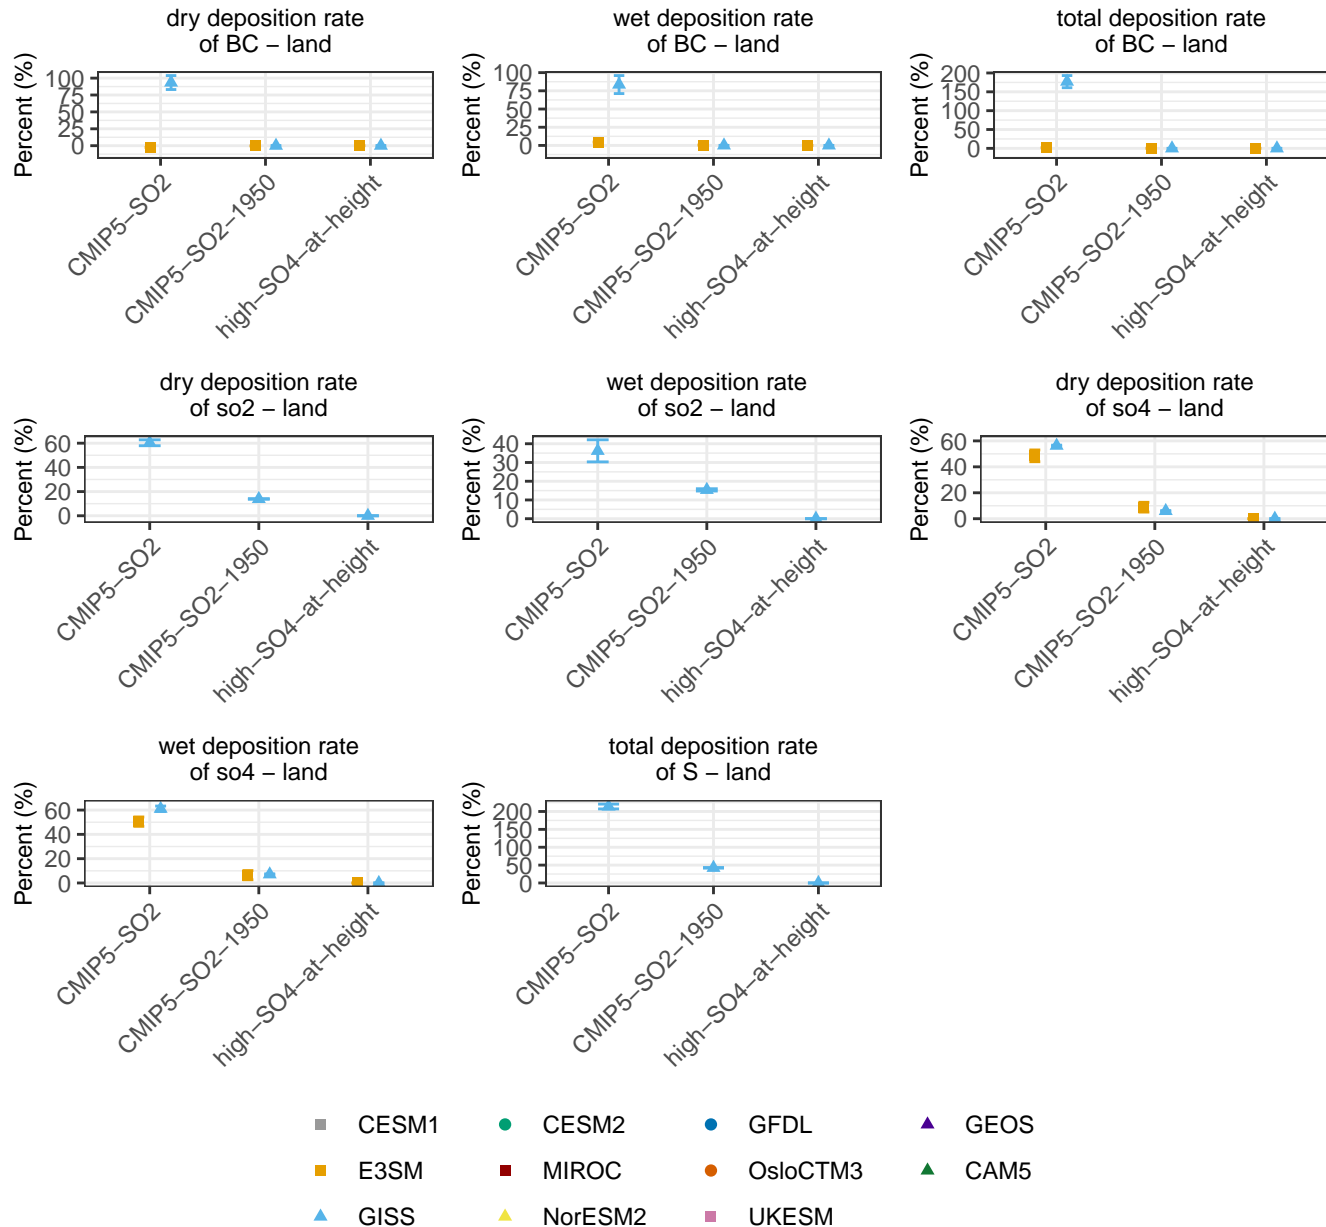 dry deposition rate
of BC − land
wet deposition rate
of BC − land
total deposition rate
of BC − land
Percent (%)
100
75
50
25
0
Percent (%)
100
75
50
25
0
Percent (%)
200
150
100
50
0
CMIP5−SO2
CMIP5−SO2−1950
high−SO4−at−height
CMIP5−SO2
CMIP5−SO2−1950
high−SO4−at−height
CMIP5−SO2
CMIP5−SO2−1950
high−SO4−at−height
dry deposition rate
of so2 − land
wet deposition rate
of so2 − land
dry deposition rate
of so4 − land
Percent (%)
60
40
20
0
Percent (%)
40
30
20
10
0
Percent (%)
60
40
20
0
CMIP5−SO2
CMIP5−SO2−1950
high−SO4−at−height
CMIP5−SO2
CMIP5−SO2−1950
high−SO4−at−height
CMIP5−SO2
CMIP5−SO2−1950
high−SO4−at−height
wet deposition rate
of so4 − land
total deposition rate
of S − land
Percent (%)
60
40
20
0
Percent (%)
200
150
100
50
0
CMIP5−SO2
CMIP5−SO2−1950
high−SO4−at−height
CMIP5−SO2
CMIP5−SO2−1950
high−SO4−at−height
CESM1 CESM2 GFDL GEOS
E3SM MIROC OsloCTM3 CAM5
GISS NorESM2 UKESM